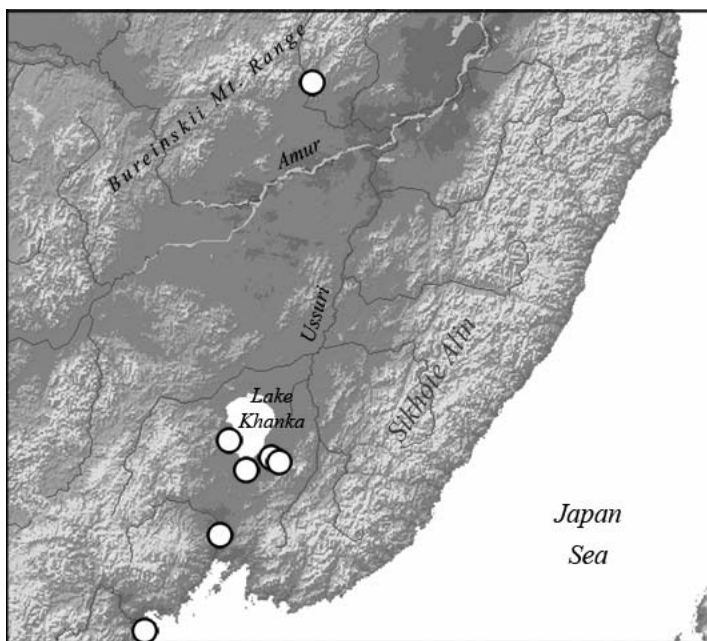 Bureinskii Mt. Range
Amur
Ussuri
Lake
Khanka
Sikhote Alin
Japan
Sea